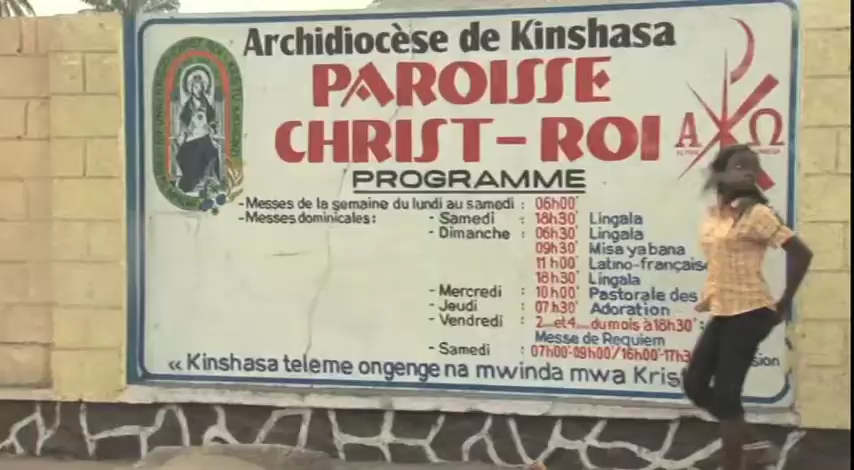 Archidiocèse de Kinshasa
PAROISSE
CHRIST-ROI
PROGRAMME
-Messes de la semaine du lundi au samedi : 06h00'
-Messes dominicales : - Samedi : 18h30' Lingala
- Dimanche : 06h30' Lingala
09h30' Misa ya bana
11h00' Latino-française
18h30' Lingala
- Mercredi : 10h00' Pastorale des
- Jeudi : 07h30' Adoration
- Vendredi : 2 et 4 du mois à 18h30' :
Messe de Requiem
- Samedi : 07h00'-09h00'/16h00'-17h3
« Kinshasa teleme ongenge na mwinda mwa Kris
Α Ω